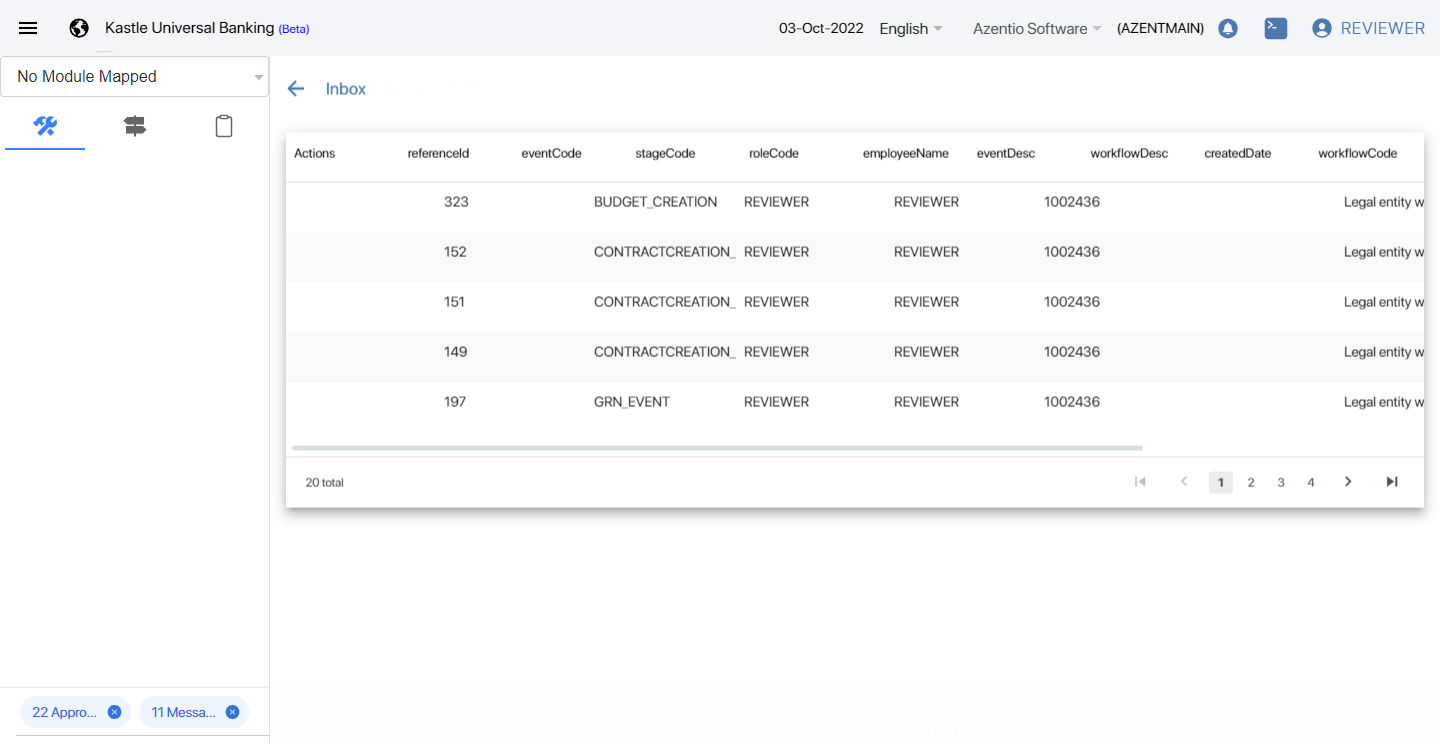 Kastle Universal Banking (Beta) 03-Oct-2022 English Azentio Software (AZENTMAIN) REVIEWER
No Module Mapped
Inbox
Actions referenceId eventCode stageCode roleCode employeeName eventDesc workflowDesc createdDate workflowCode
323 BUDGET_CREATION REVIEWER REVIEWER 1002436 Legal entity w
152 CONTRACTCREATION_ REVIEWER REVIEWER 1002436 Legal entity w
151 CONTRACTCREATION_ REVIEWER REVIEWER 1002436 Legal entity w
149 CONTRACTCREATION_ REVIEWER REVIEWER 1002436 Legal entity w
197 GRN_EVENT REVIEWER REVIEWER 1002436 Legal entity w
20 total 1 2 3 4
22 Appro... 11 Messa...